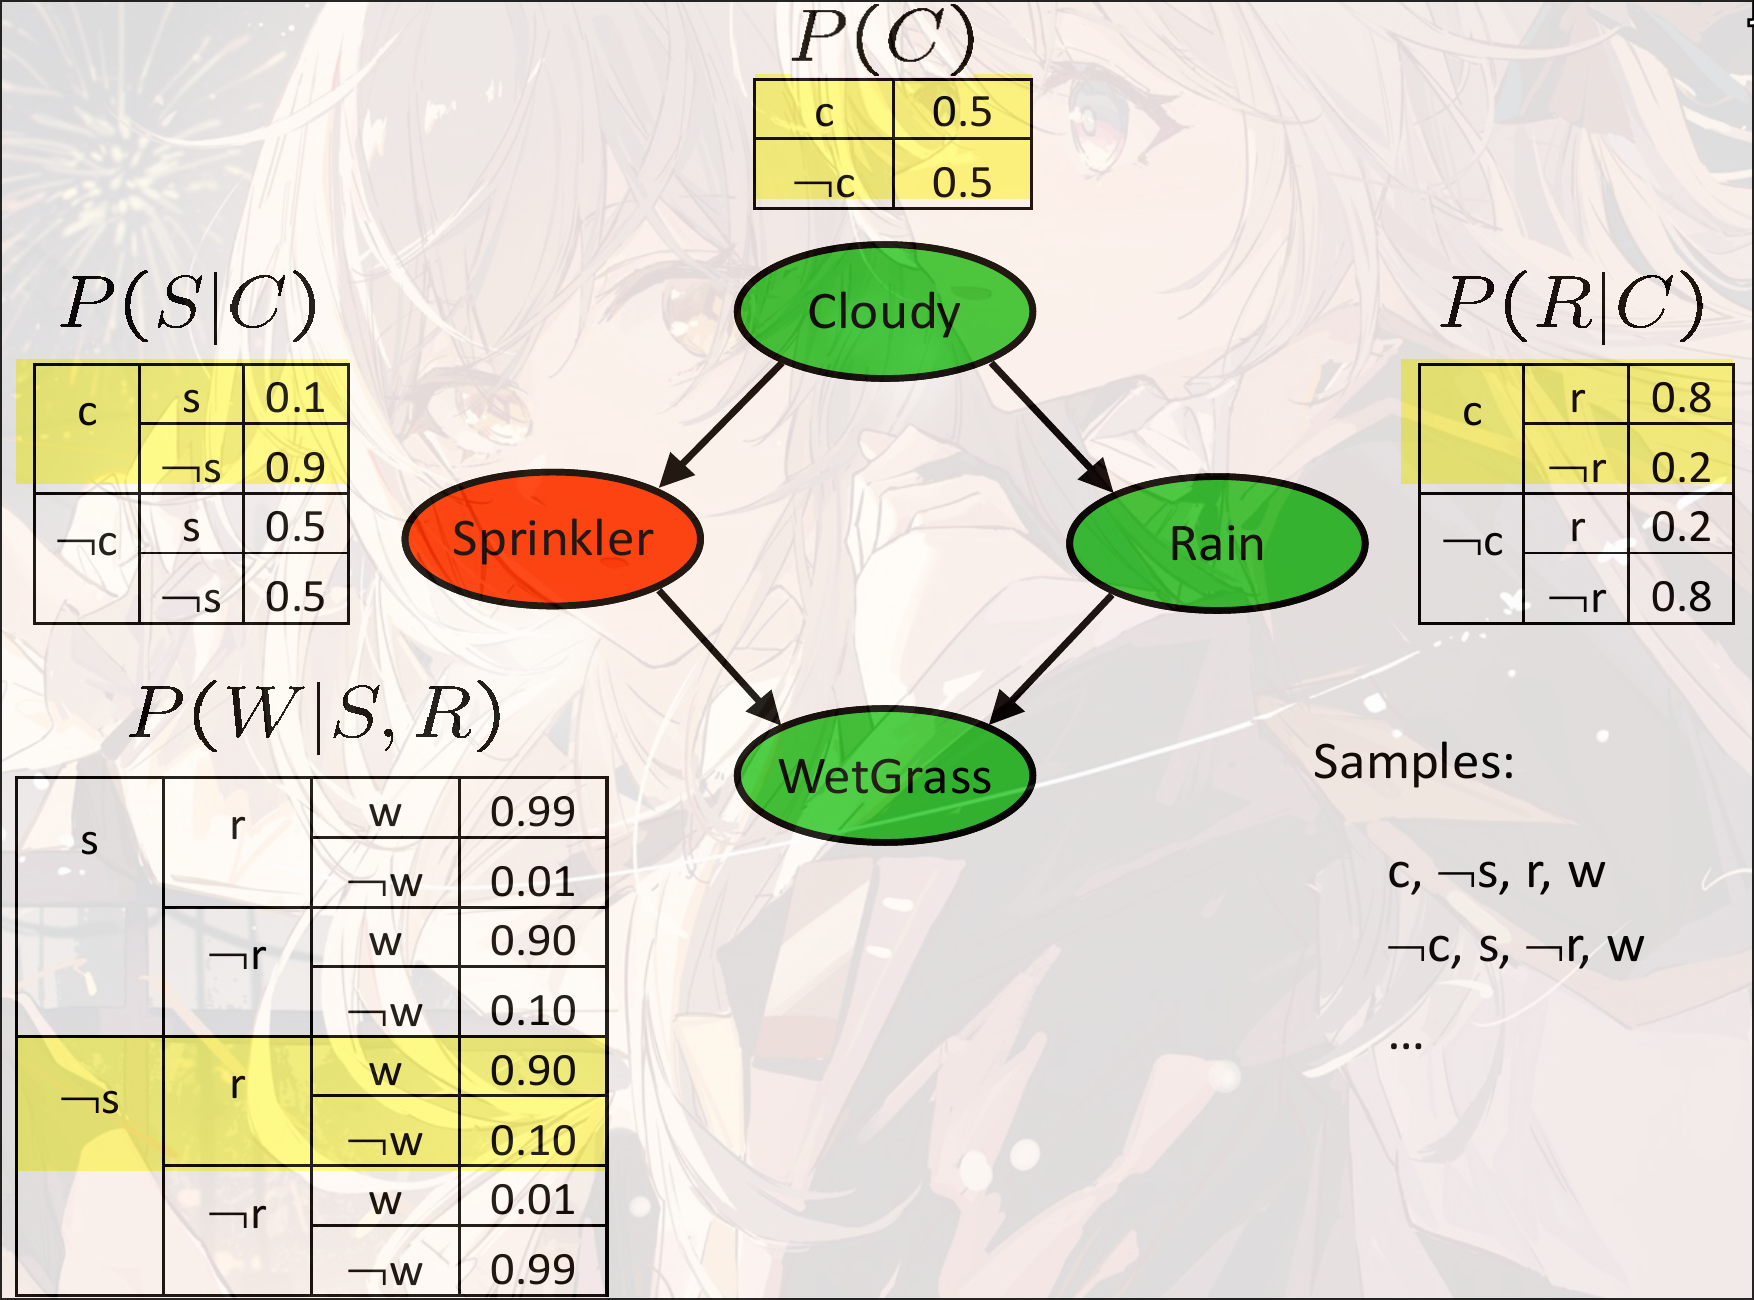 P(C)
c 0.5
¬c 0.5
Cloudy
P(S|C)
c s 0.1
¬s 0.9
¬c s 0.5
¬s 0.5
P(R|C)
c r 0.8
¬r 0.2
¬c r 0.2
¬r 0.8
Sprinkler
Rain
WetGrass
P(W|S, R)
s r w 0.99
¬w 0.01
¬r w 0.90
¬w 0.10
¬s r w 0.90
¬w 0.10
¬r w 0.01
¬w 0.99
Samples:
c, ¬s, r, w
¬c, s, ¬r, w
...